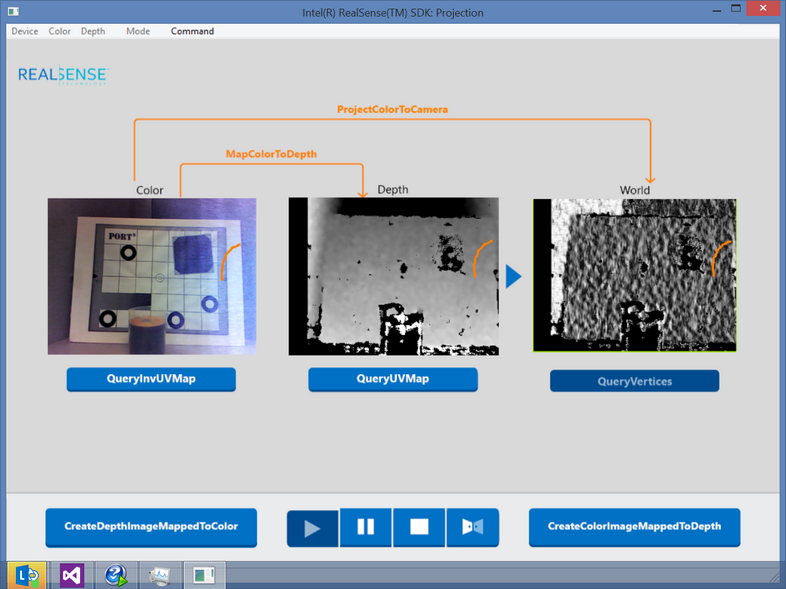 Intel(R) RealSense(TM) SDK: Projection
Device Color Depth Mode Command
REALSENSE
ProjectColorToCamera
MapColorToDepth
Color Depth World
PORT
QueryInvUVMap QueryUVMap QueryVertices
CreateDepthImageMappedToColor CreateColorImageMappedToDepth